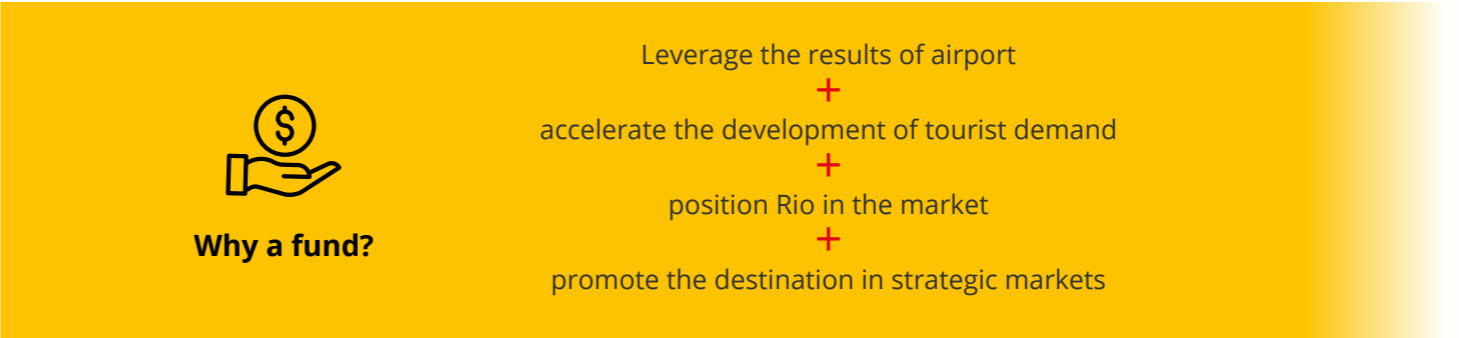 Leverage the results of airport
+
accelerate the development of tourist demand
+
position Rio in the market
+
promote the destination in strategic markets
$
Why a fund?